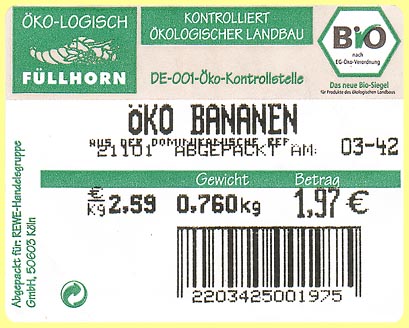 ÖKO-LOGISCH
FÜLLHORN
KONTROLLIERT
ÖKOLOGISCHER LANDBAU
DE-001-Öko-Kontrollstelle
BIO
nach
EG-Öko-Verordnung
Das neue Bio-Siegel
für Produkte des ökologischen Landbaus
ÖKO BANANEN
AUS DER DOMINIKANISCHE REP
21101 ABGEPACKT AM: 03-42
Gewicht Betrag
€/kg 2,59 0,760kg 1,97 €
2203425001975
Abgepackt für: REWE-Handelsgruppe
GmbH, 50603 Köln